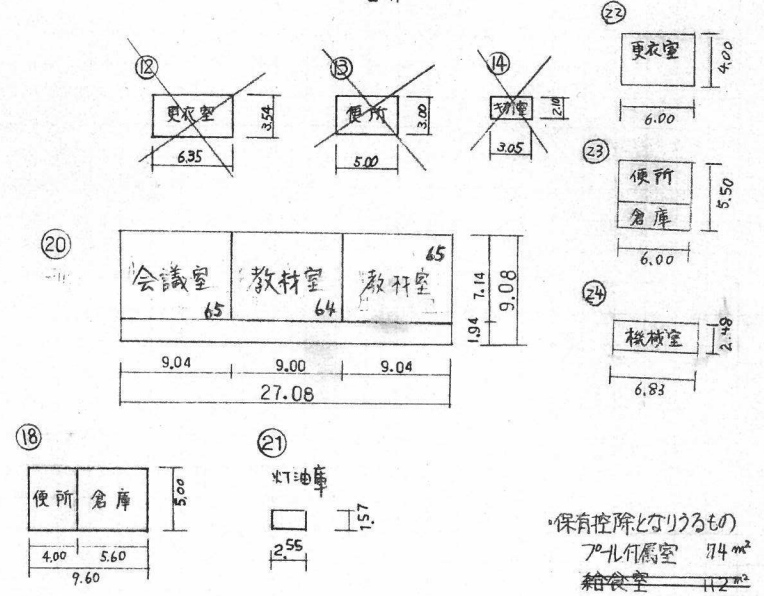 ⑫
更衣室
3.54
6.35
⑬
便所
3.00
5.00
⑭
2.10
3.05
㉒
更衣室
4.00
6.00
㉓
便所
倉庫
5.50
6.00
⑳
会議室
65
教材室
64
教材室
65
7.14
1.94
9.08
9.04
9.00
9.04
27.08
㉔
機械室
2.48
6.83
⑱
便所
倉庫
5.00
4.00
5.60
9.60
㉑
灯油庫
1.57
2.55
・保有控除となりうるもの
プール付属室 74㎡
給食室 112㎡